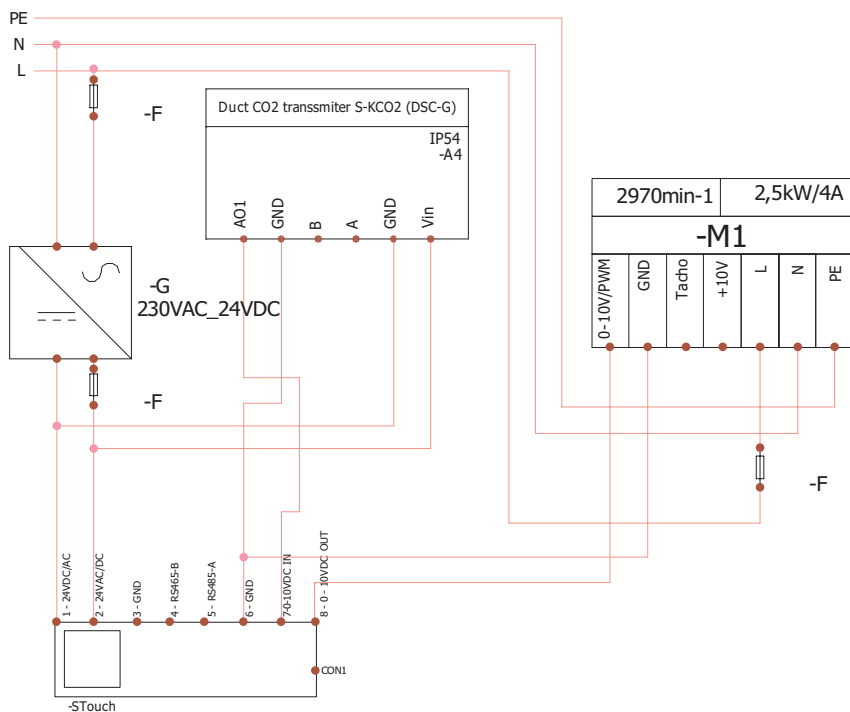 PE
N
L
-F
Duct CO2 transsmiter S-KCO2 (DSC-G)
IP54
-A4
AO1
GND
B
A
GND
Vin
2970min-1
2,5kW/4A
-M1
0-10V/PWM
GND
Tacho
+10V
L
N
PE
-G
230VAC_24VDC
-F
-F
1 - 24VDC/AC
2 - 24VAC/DC
3 - GND
4 - RS465-B
5 - RS485-A
6 - GND
7-0-10VDC IN
8 - 0 - 10VDC OUT
CON1
-STouch